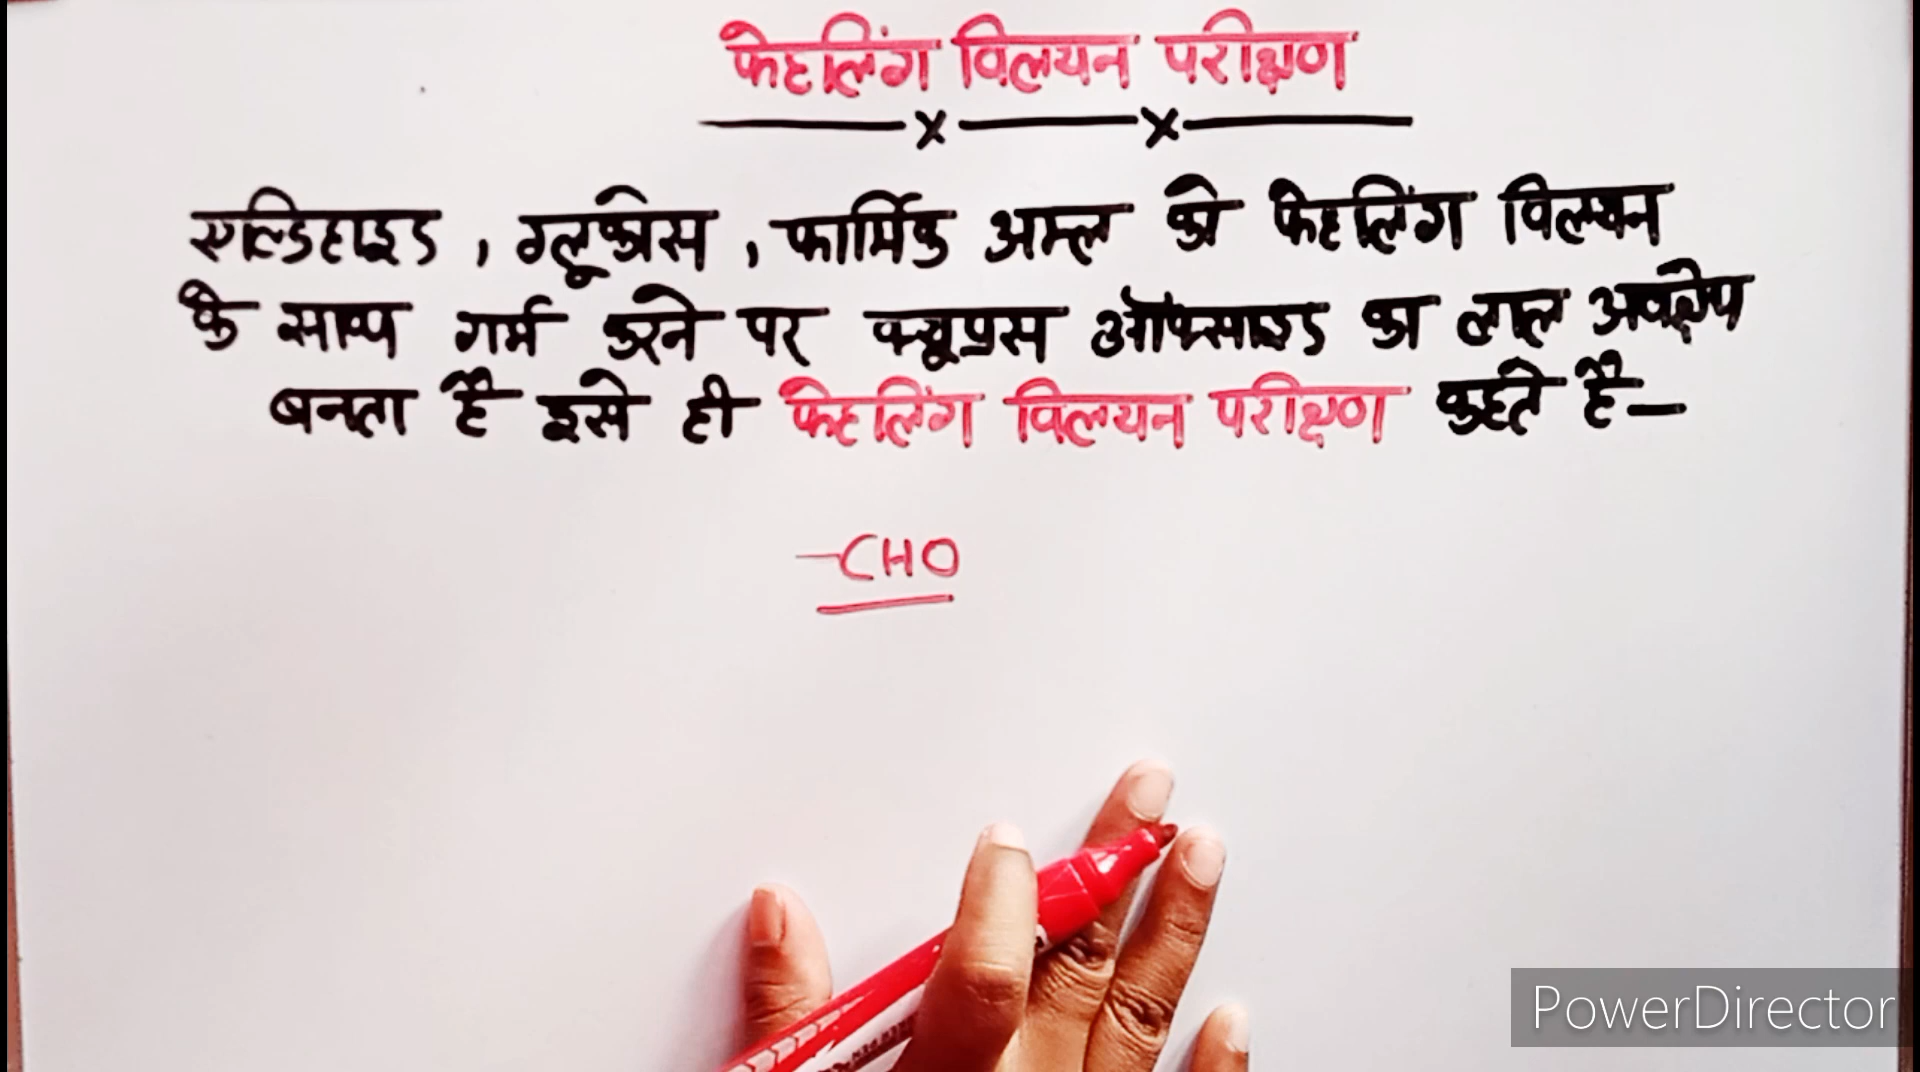 फेहलिंग विलयन परीक्षण
एल्डिहाइड, ग्लूकोस, फार्मिक अम्ल को फेहलिंग विलयन
के साथ गर्म करने पर क्यूप्रस ऑक्साइड का लाल अवक्षेप
बनता है इसे ही फेहलिंग विलयन परीक्षण कहते है–
–CHO
PowerDirector